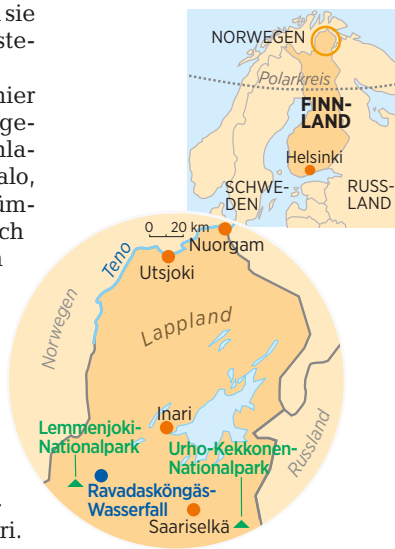 sie
ste-
hier
ge-
nla-
alo,
üm-
ch
ri.
NORWEGEN
Polarkreis
FINN-
LAND
Helsinki
SCHWE-
DEN
RUSS-
LAND
0 20 km
Nuorgam
Teno
Utsjoki
Norwegen
Lappland
Inari
Lemmenjoki-
Nationalpark
Urho-Kekkonen-
Nationalpark
Russland
Ravadasköngäs-
Wasserfall
Saariselkä